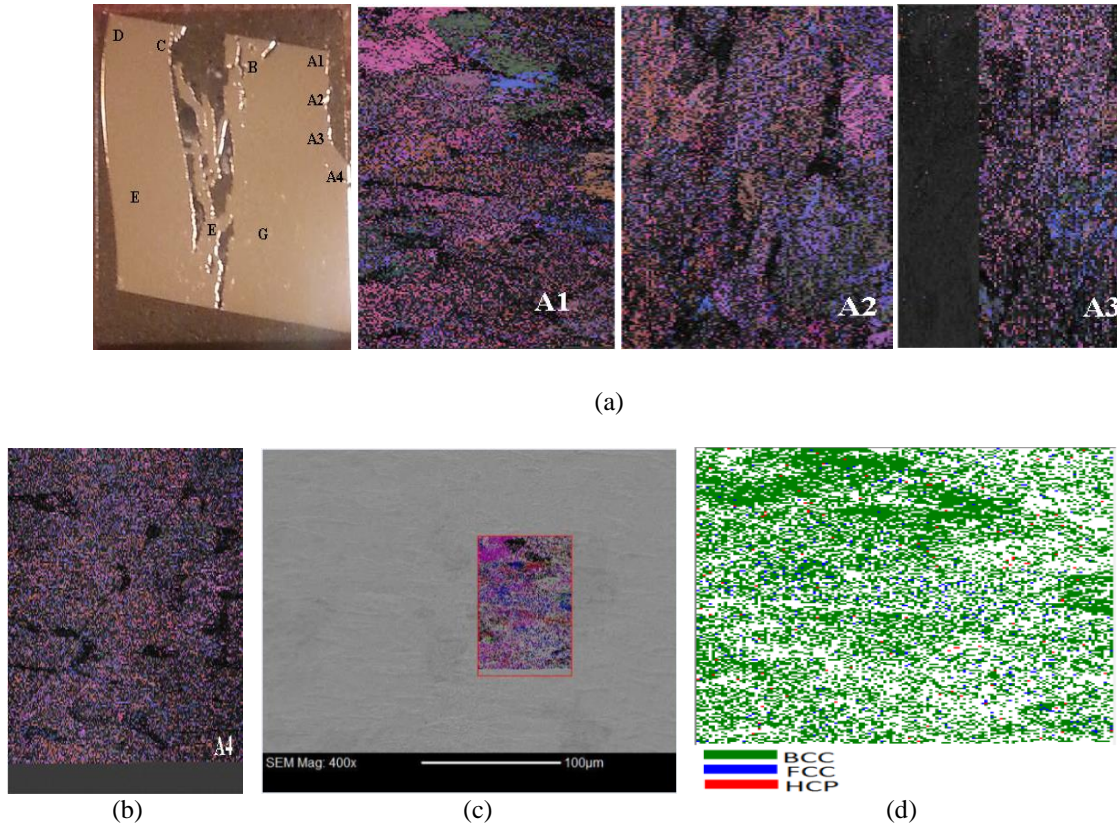 D
C
B
A1
A2
A3
A4
E
E
G
A1
A2
A3
(a)
A4
SEM Mag: 400x
100μm
BCC
FCC
HCP
(b)
(c)
(d)